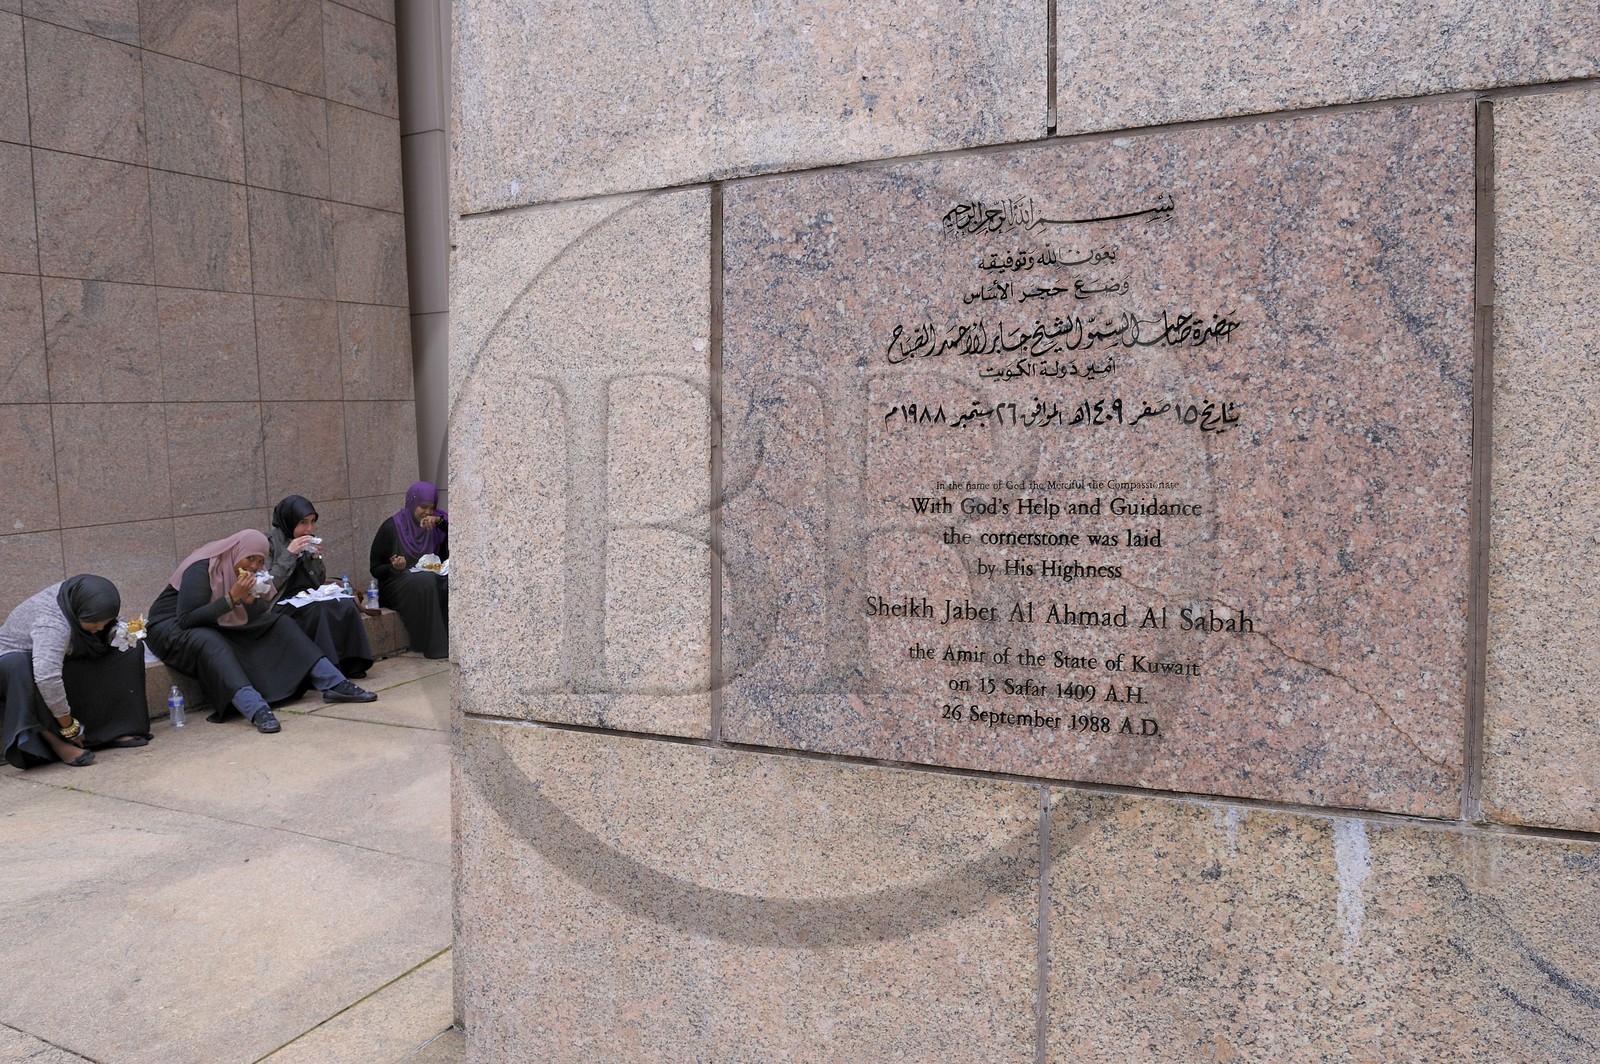 بسم الله الرحمن الرحيم
بعون الله وتوفيقه
وضع حجر الأساس
حضرة صاحب السمو الشيخ جابر الأحمد الصباح
أمير دولة الكويت
بتاريخ ١٥ صفر ١٤٠٩هـ الموافق ٢٦ سبتمبر ١٩٨٨م
In the name of God the Merciful the Compassionate
With God's Help and Guidance
the cornerstone was laid
by His Highness
Sheikh Jaber Al Ahmad Al Sabah
the Amir of the State of Kuwait
on 15 Safar 1409 A.H.
26 September 1988 A.D.